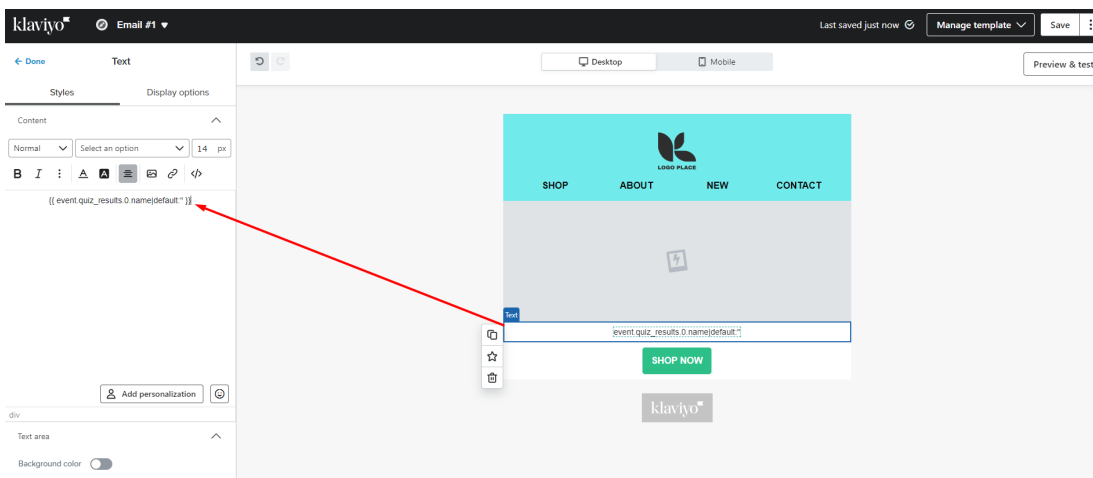 klaviyo
Email #1
Last saved just now
Manage template
Save
Done
Text
Desktop
Mobile
Preview & test
Styles
Display options
Content
Normal
Select an option
14 px
B I A A
{{ event.quiz_results.0.name|default:'' }}
LOGO PLACE
SHOP ABOUT NEW CONTACT
Text
event.quiz_results.0.name|default:''
SHOP NOW
klaviyo
Add personalization
div
Text area
Background color